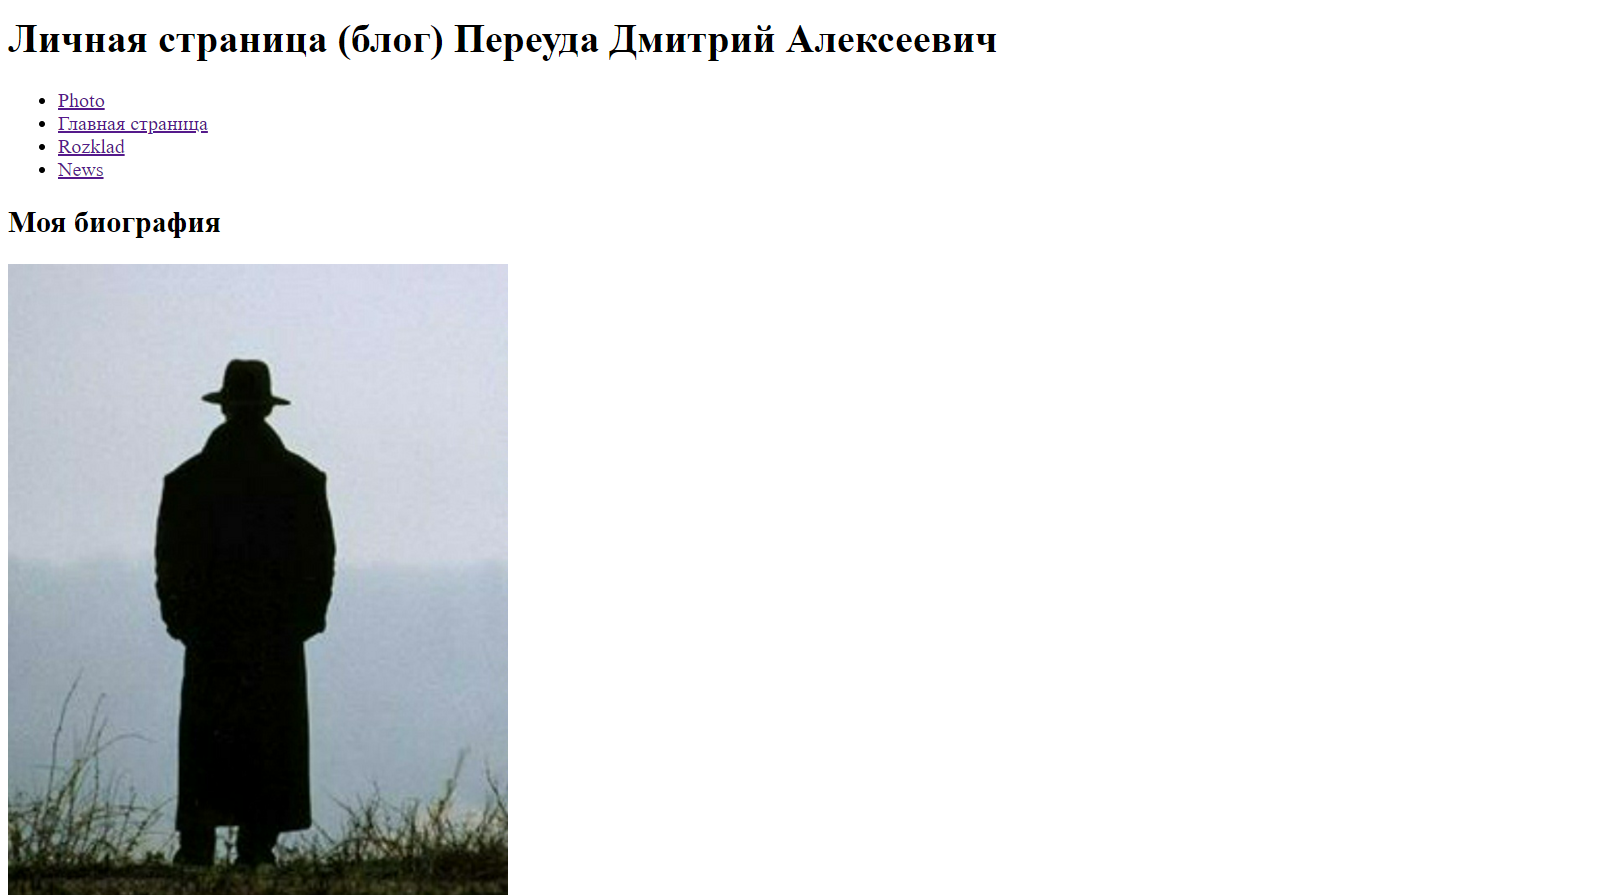 Личная страница (блог) Переуда Дмитрий Алексеевич
Photo
Главная страница
Rozklad
News
Моя биография